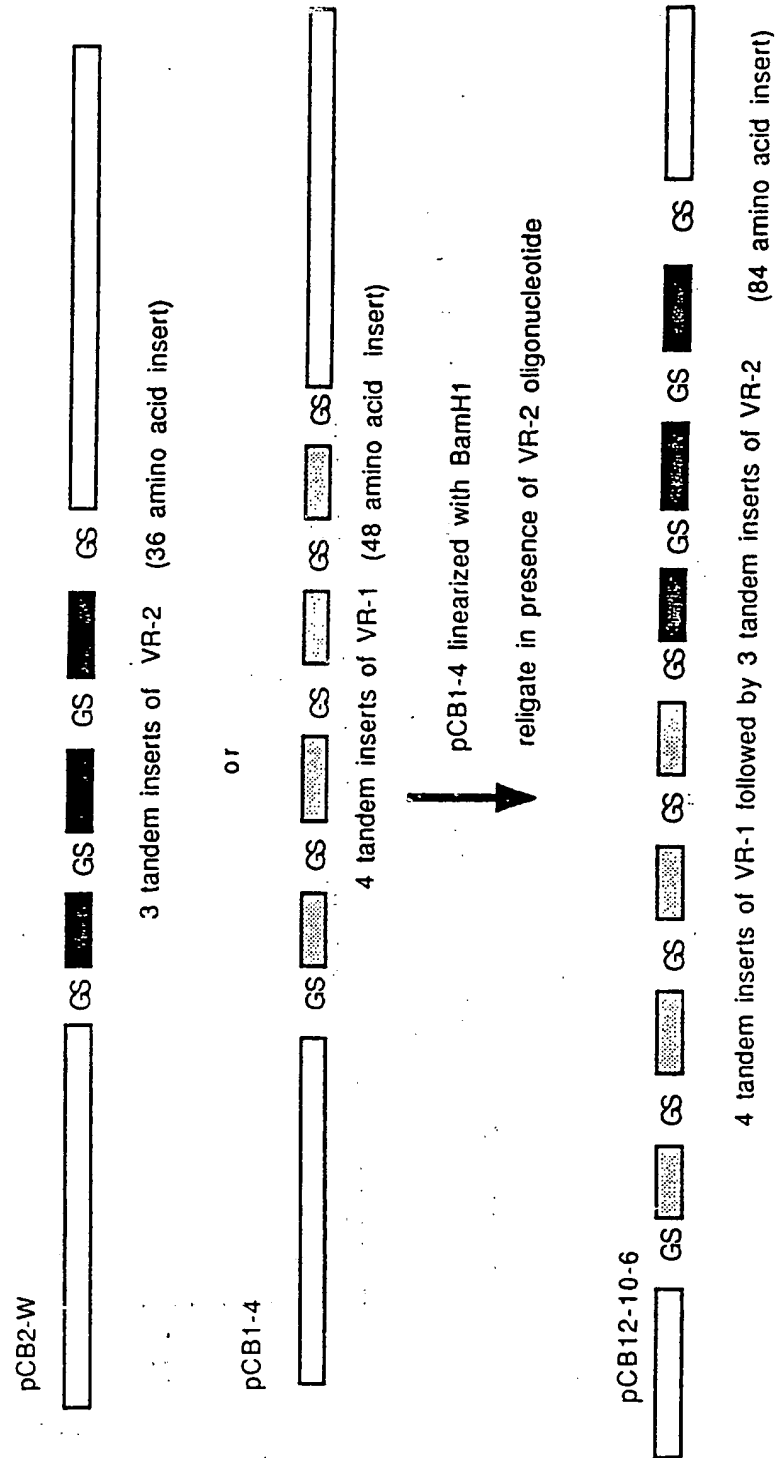 pCB2-W
GS GS GS GS
3 tandem inserts of VR-2 (36 amino acid insert)
or
pCB1-4
GS GS GS GS GS
4 tandem inserts of VR-1 (48 amino acid insert)
pCB1-4 linearized with BamH1
religate in presence of VR-2 oligonucleotide
pCB12-10-6
GS GS GS GS GS GS GS GS
4 tandem inserts of VR-1 followed by 3 tandem inserts of VR-2 (84 amino acid insert)